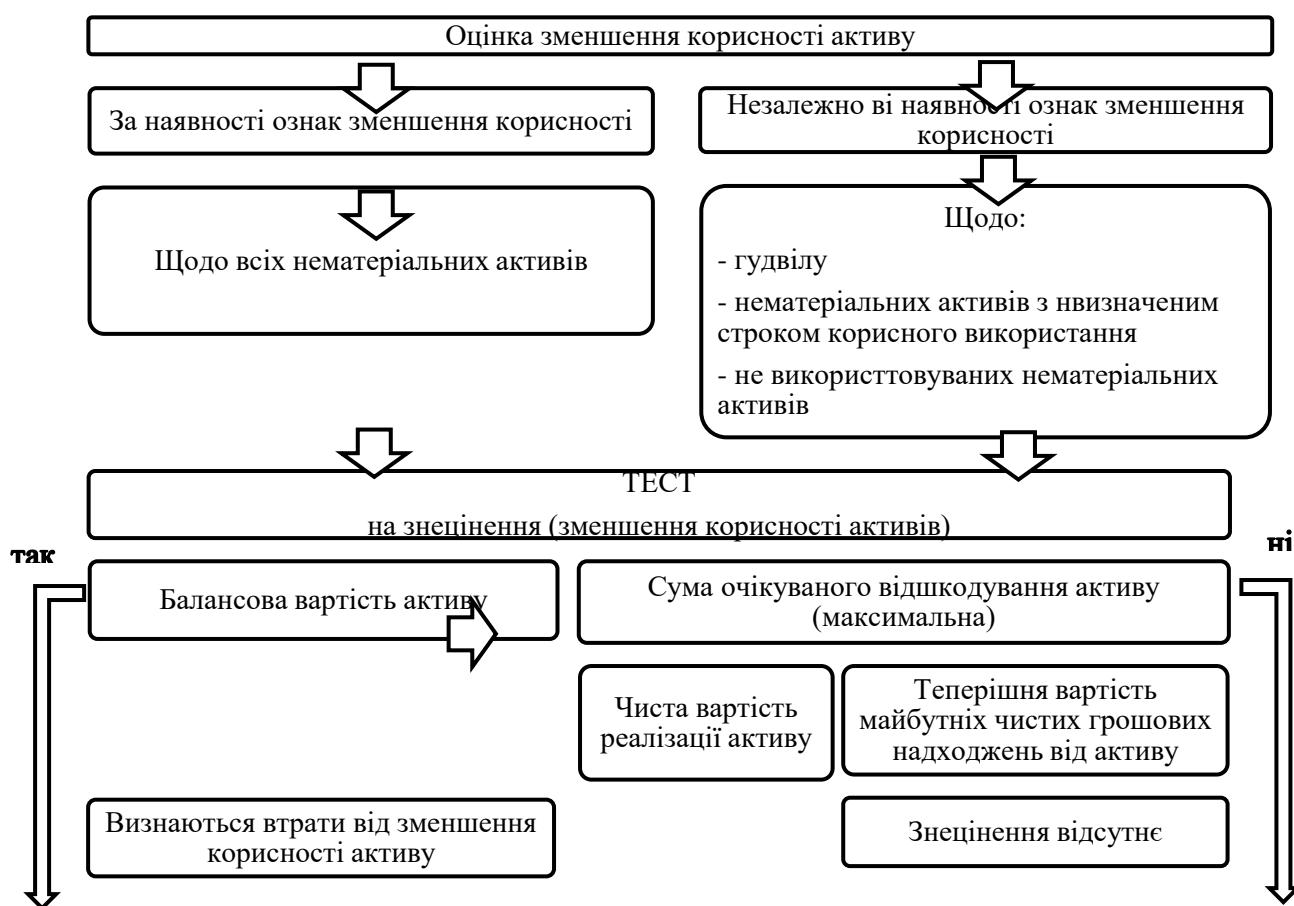 Оцінка зменшення корисності активу
За наявності ознак зменшення корисності
Незалежно ві наявності ознак зменшення
корисності
Щодо всіх нематеріальних активів
Щодо:
- гудвілу
- нематеріальних активів з нвизначеним
строком корисного використання
- не використтовуваних нематеріальних
активів
ТЕСТ
на знецінення (зменшення корисності активів)
так
ні
Балансова вартість активу
Сума очікуваного відшкодування активу
(максимальна)
Чиста вартість
реалізації активу
Теперішня вартість
майбутніх чистих грошових
надходжень від активу
Визнаються втрати від зменшення
корисності активу
Знецінення відсутнє